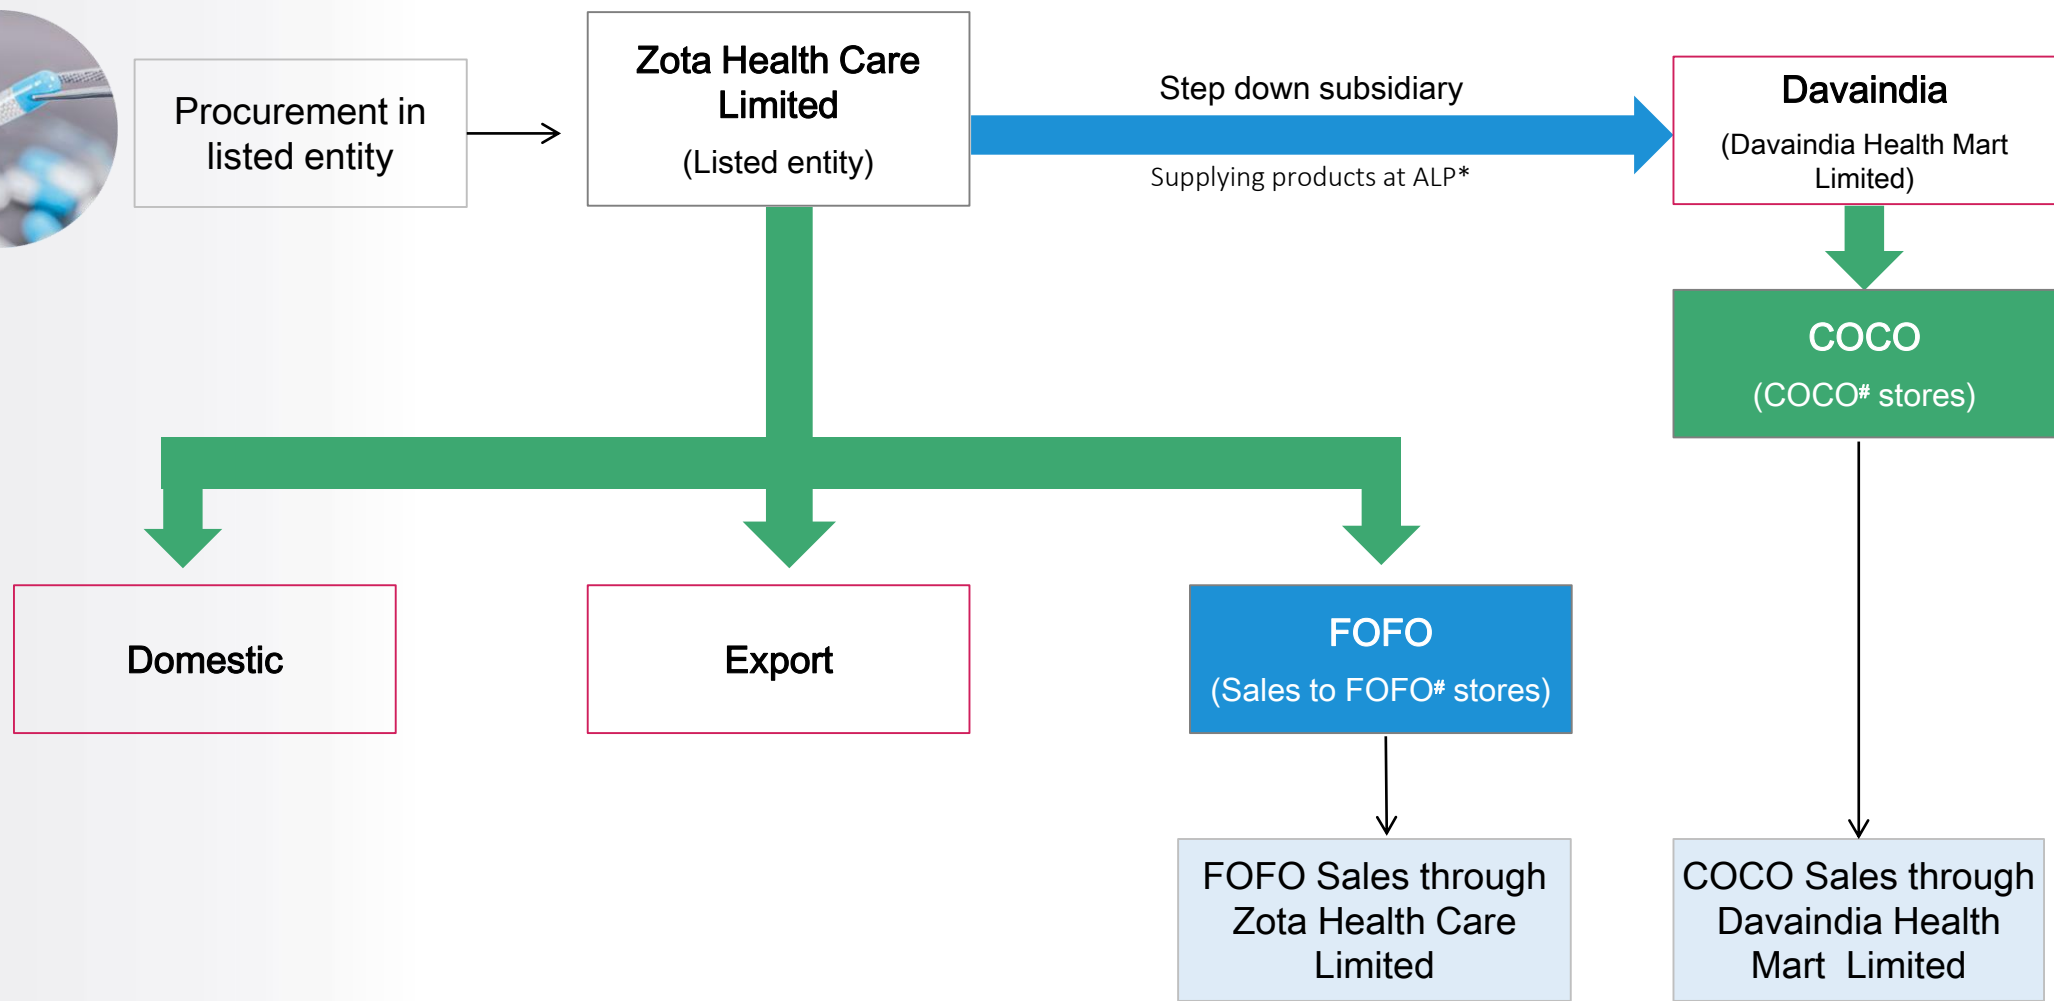 Procurement in
listed entity
Zota Health Care
Limited
(Listed entity)
Step down subsidiary
Supplying products at ALP*
Davaindia
(Davaindia Health Mart
Limited)
COCO
(COCO# stores)
Domestic
Export
FOFO
(Sales to FOFO# stores)
FOFO Sales through
Zota Health Care
Limited
COCO Sales through
Davaindia Health
Mart Limited